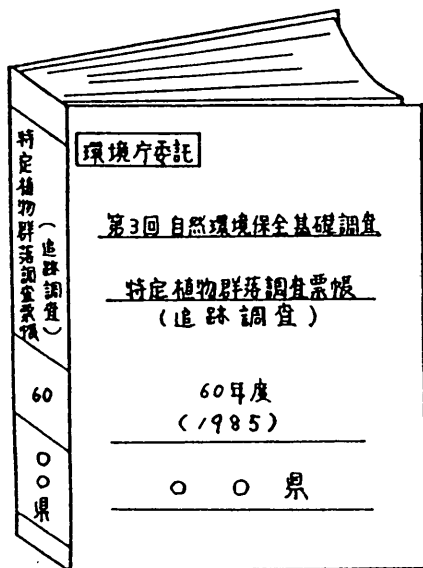 環境庁委託
第3回 自然環境保全基礎調査
特定植物群落調査票帳
(追跡調査)
60年度
(1985)
○ ○ 県
特定植物群落調査票帳
(追跡調査)
60
○○県